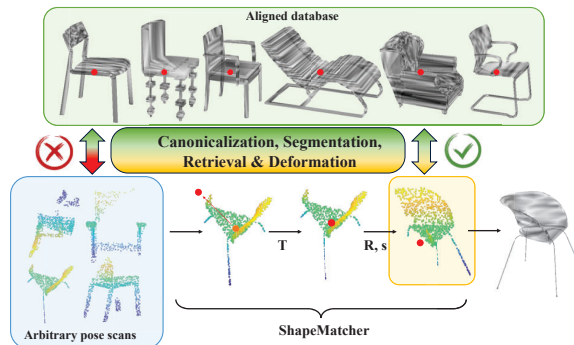 Aligned database
Canonicalization, Segmentation,
Retrieval & Deformation
T
R, s
Arbitrary pose scans
ShapeMatcher